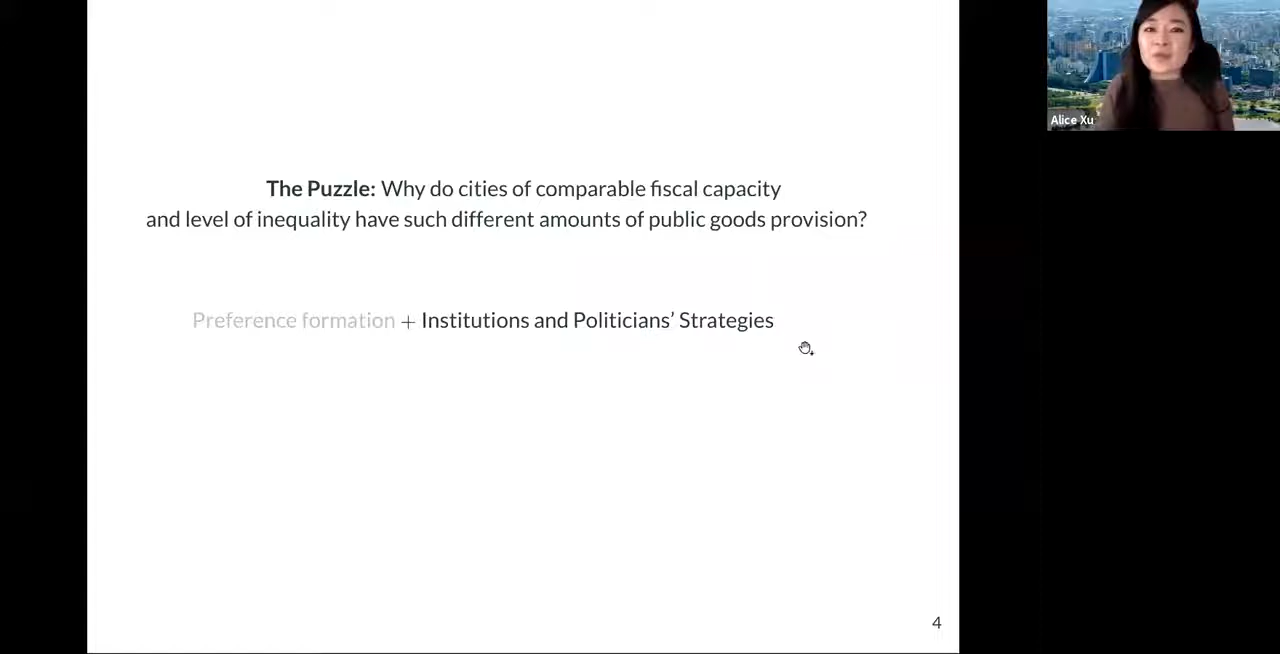 The Puzzle: Why do cities of comparable fiscal capacity
and level of inequality have such different amounts of public goods provision?
Preference formation + Institutions and Politicians’ Strategies
4
Alice Xu